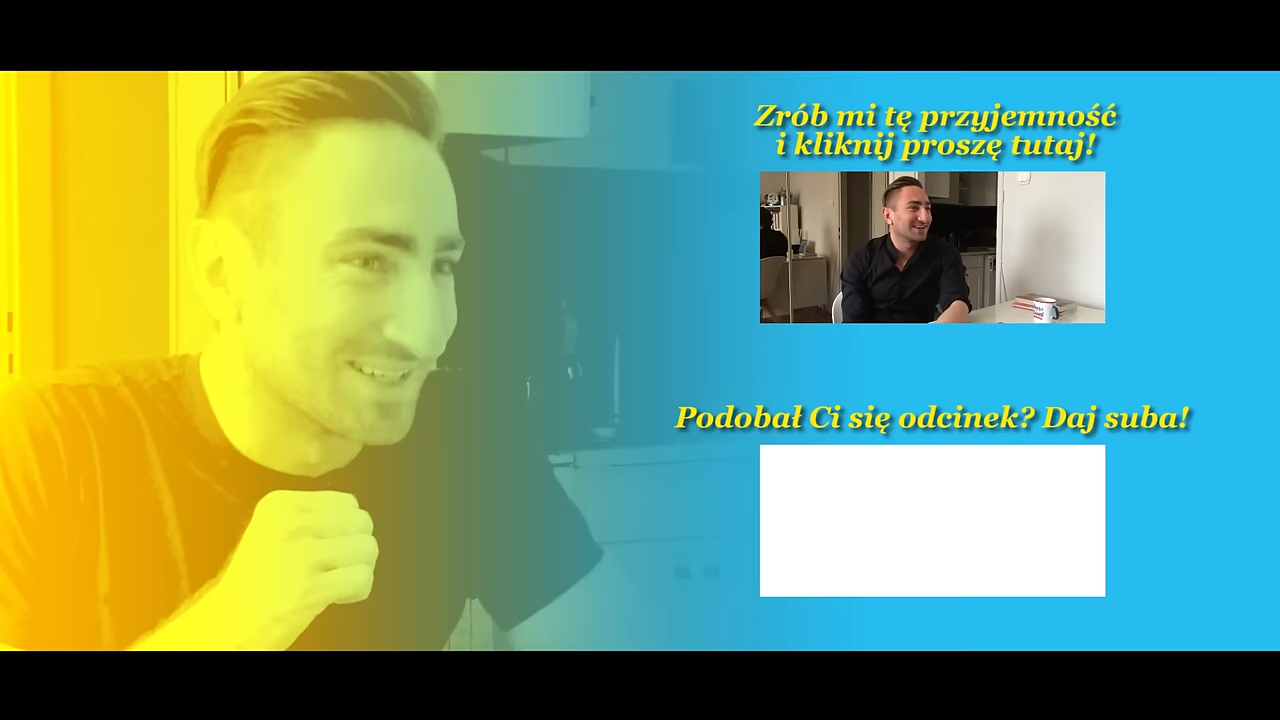 Zrób mi tę przyjemność
i kliknij proszę tutaj!
Podobał Ci się odcinek? Daj suba!